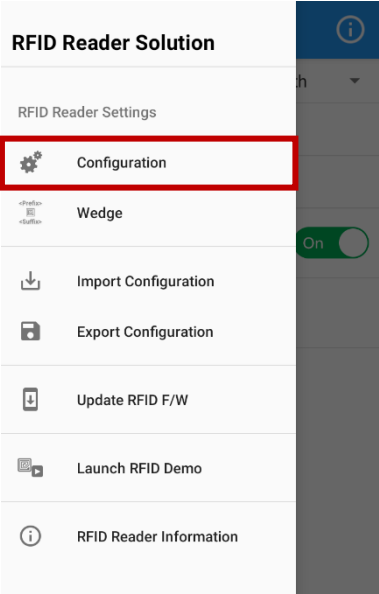 RFID Reader Solution
th
RFID Reader Settings
Configuration
<Prefix>
<Suffix>
Wedge
On
Import Configuration
Export Configuration
Update RFID F/W
Launch RFID Demo
RFID Reader Information